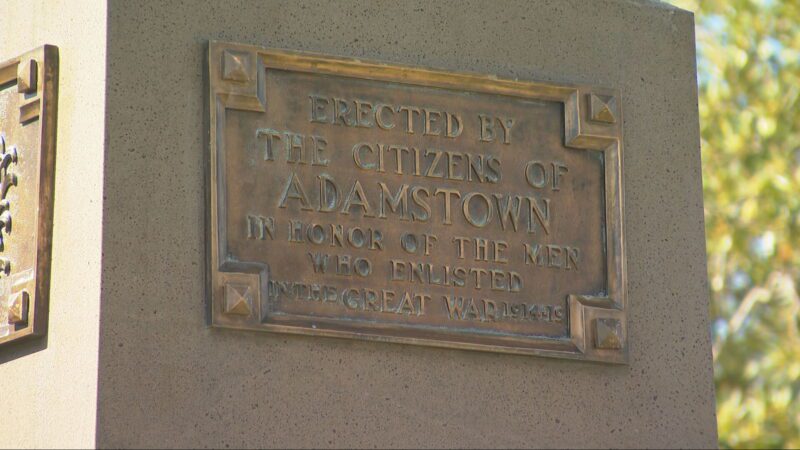 ERECTED BY
THE CITIZENS OF
ADAMSTOWN
IN HONOR OF THE MEN
WHO ENLISTED
IN THE GREAT WAR 1914-19